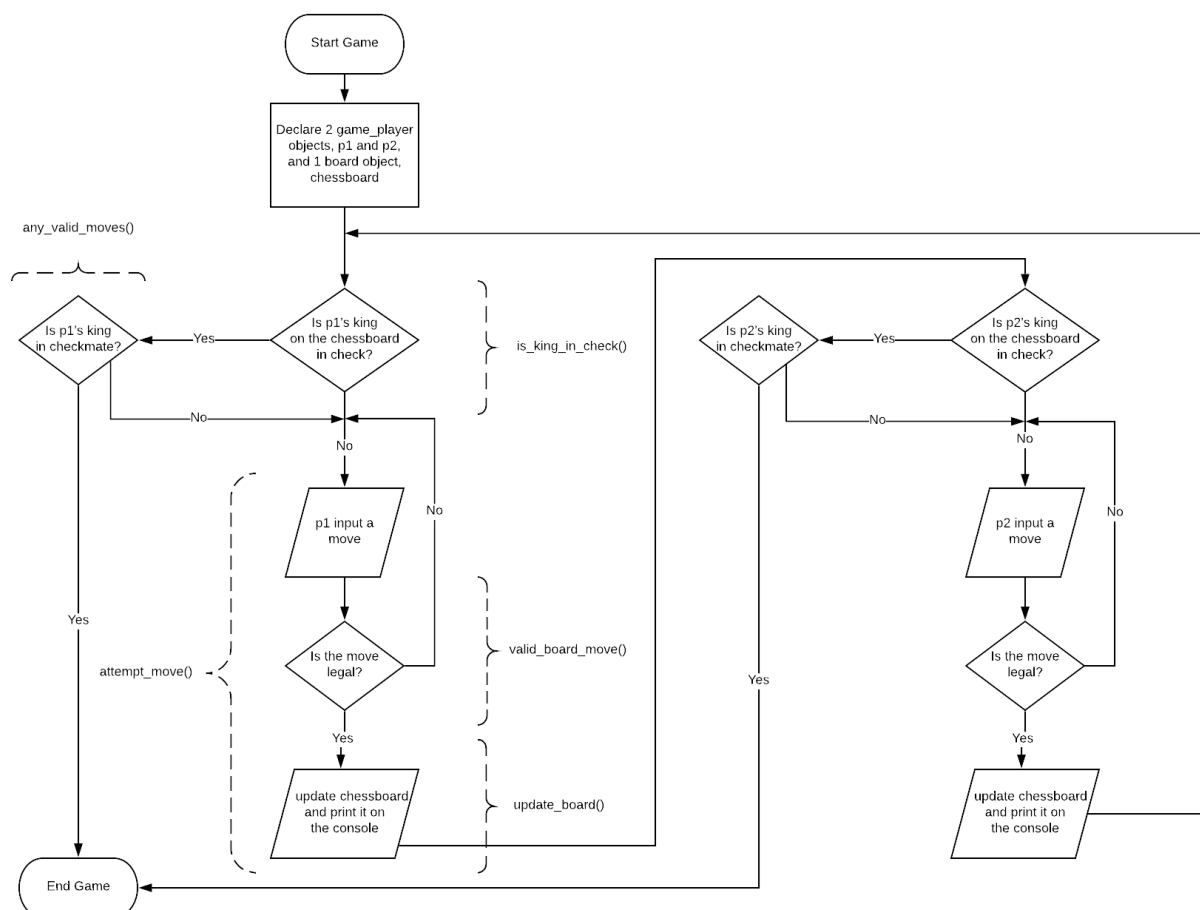 Start Game
Declare 2 game_player
objects, p1 and p2,
and 1 board object,
chessboard
any_valid_moves()
Is p1's king
in checkmate?
Yes
Is p1's king
on the chessboard
in check?
is_king_in_check()
No
No
p1 input a
move
No
Is the move
legal?
valid_board_move()
attempt_move()
Yes
Yes
update chessboard
and print it on
the console
update_board()
End Game
Is p2's king
in checkmate?
Yes
Is p2's king
on the chessboard
in check?
No
No
p2 input a
move
No
Is the move
legal?
Yes
Yes
update chessboard
and print it on
the console